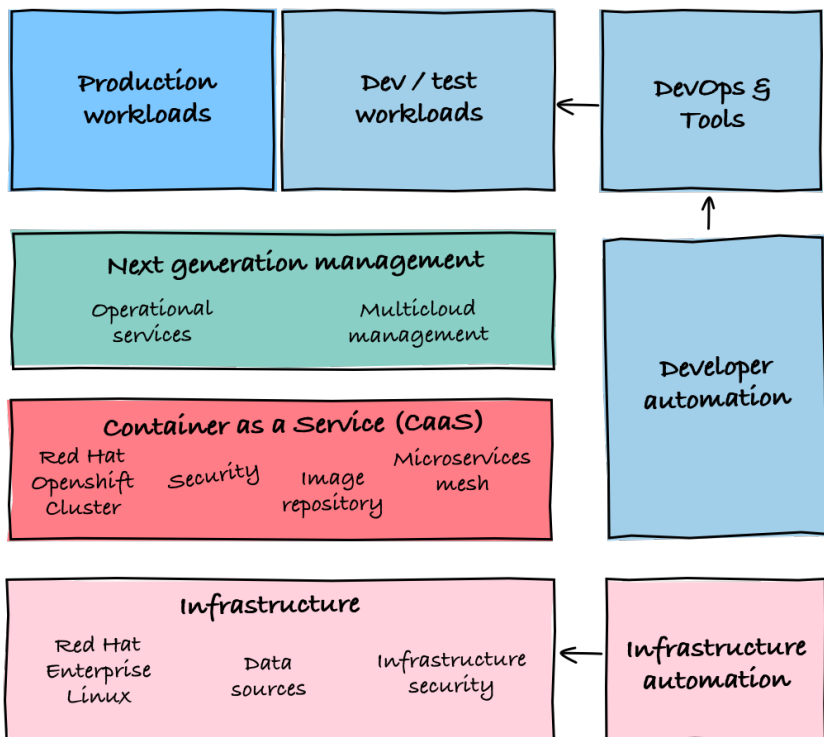 Production
workloads
Dev / test
workloads
DevOps &
Tools
Next generation management
Operational
services
Multicloud
management
Developer
automation
Container as a Service (CaaS)
Red Hat
Openshift
Cluster
Security
Image
repository
Microservices
mesh
Infrastructure
Red Hat
Enterprise
Linux
Data
sources
Infrastructure
security
Infrastructure
automation